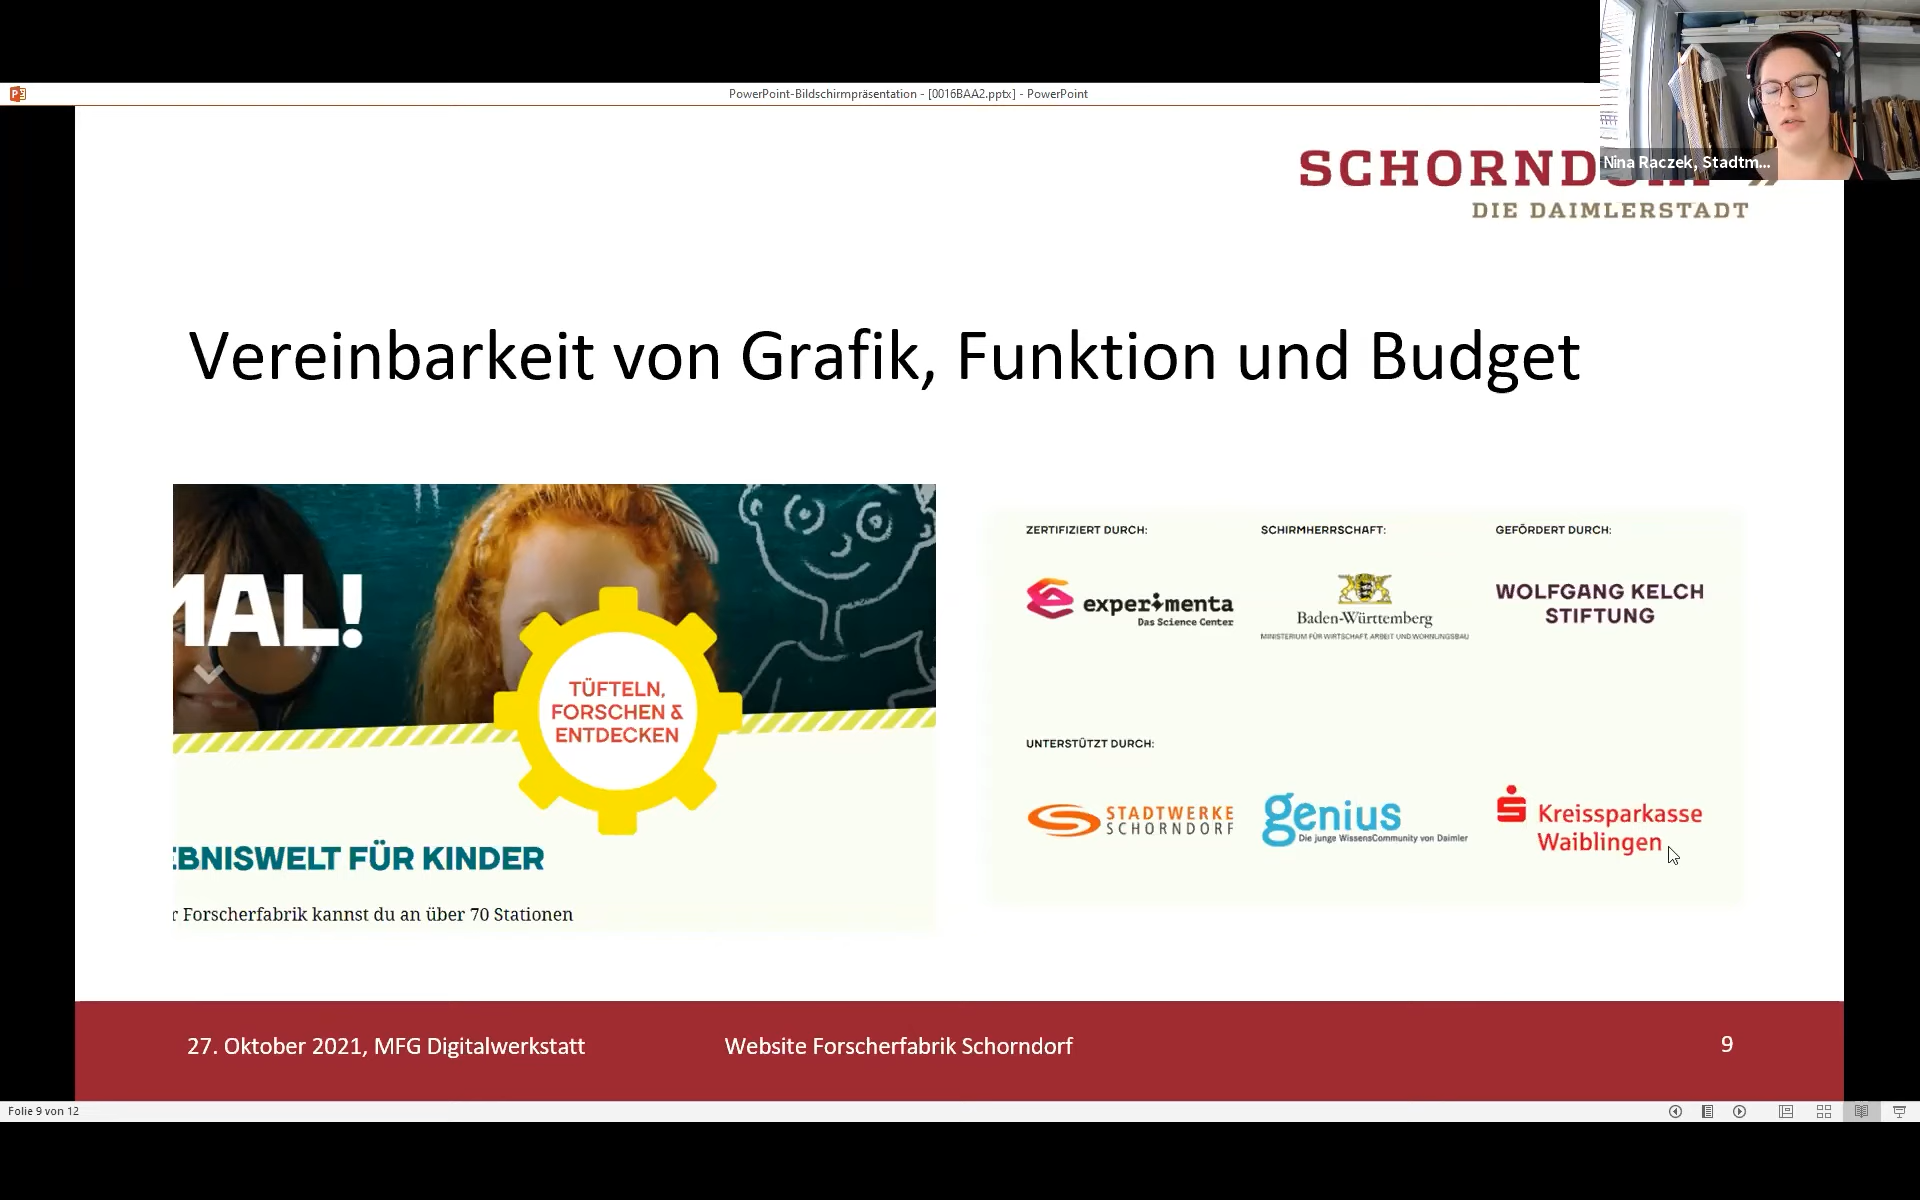 PowerPoint-Bildschirmpräsentation - [0016BAA2.pptx] - PowerPoint
Nina Raczek, Stadtm...
SCHORNDORF
DIE DAIMLERSTADT
Vereinbarkeit von Grafik, Funktion und Budget
MAL!
TÜFTELN,
FORSCHEN &
ENTDECKEN
EBNISWELT FÜR KINDER
r Forscherfabrik kannst du an über 70 Stationen
ZERTIFIZIERT DURCH:
SCHIRMHERRSCHAFT:
GEFÖRDERT DURCH:
experimenta
Das Science Center
Baden-Württemberg
MINISTERIUM FÜR WIRTSCHAFT, ARBEIT UND WOHNUNGSBAU
WOLFGANG KELCH
STIFTUNG
UNTERSTÜTZT DURCH:
STADTWERKE
SCHORNDORF
genius
Die junge WissensCommunity von Daimler
Kreissparkasse
Waiblingen
27. Oktober 2021, MFG Digitalwerkstatt
Website Forscherfabrik Schorndorf
9
Folie 9 von 12